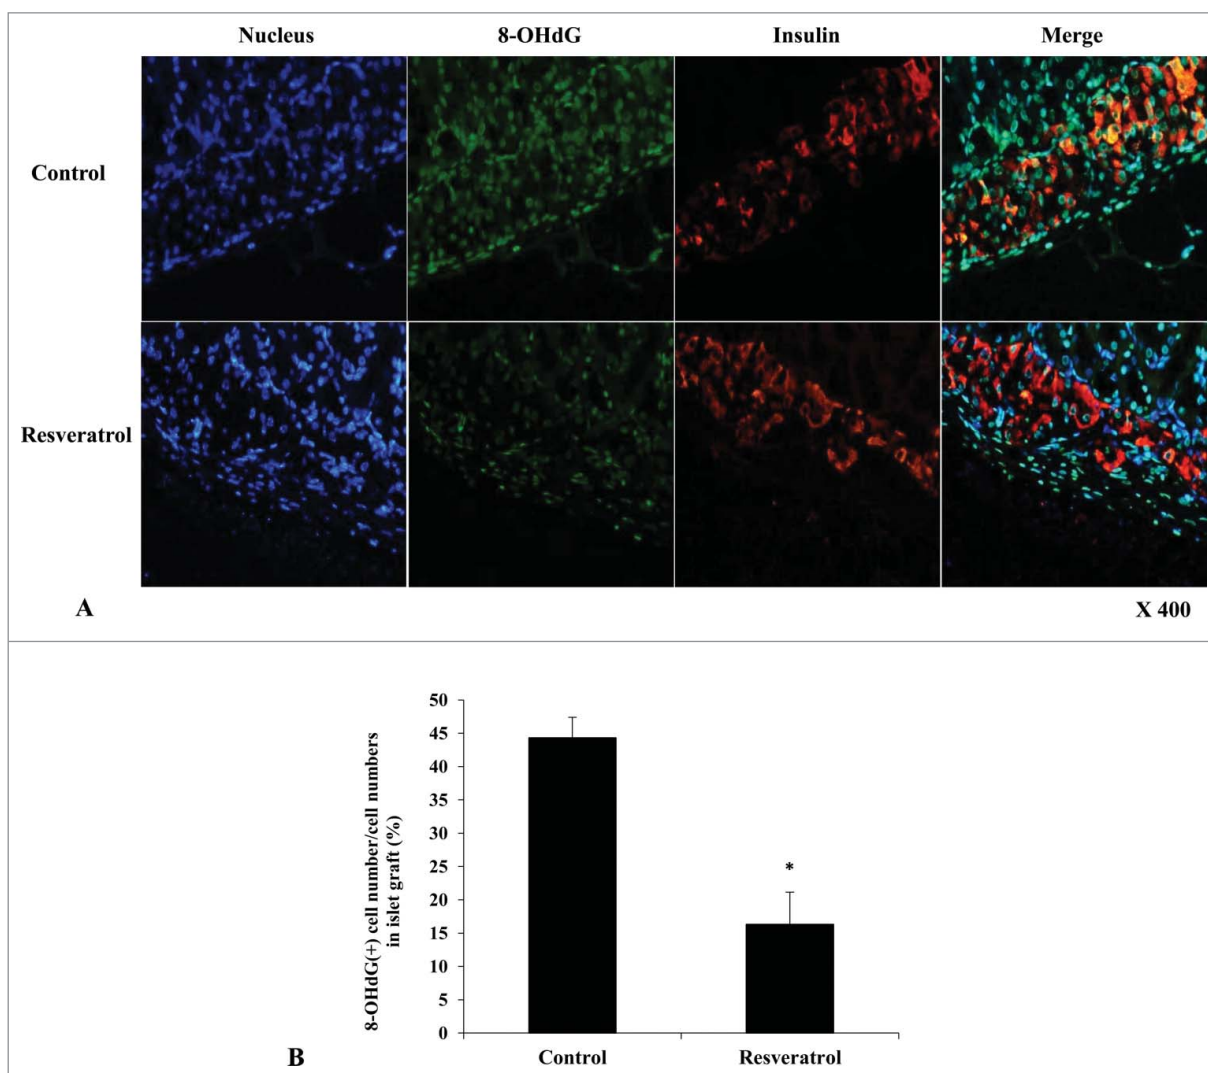 Nucleus 8-OHdG Insulin Merge
Control
Resveratrol
A
X 400
50
45
40
35
30
25
20
15
10
5
0
8-OHdG(+) cell number/cell numbers
in islet graft (%)
*
Control Resveratrol
B